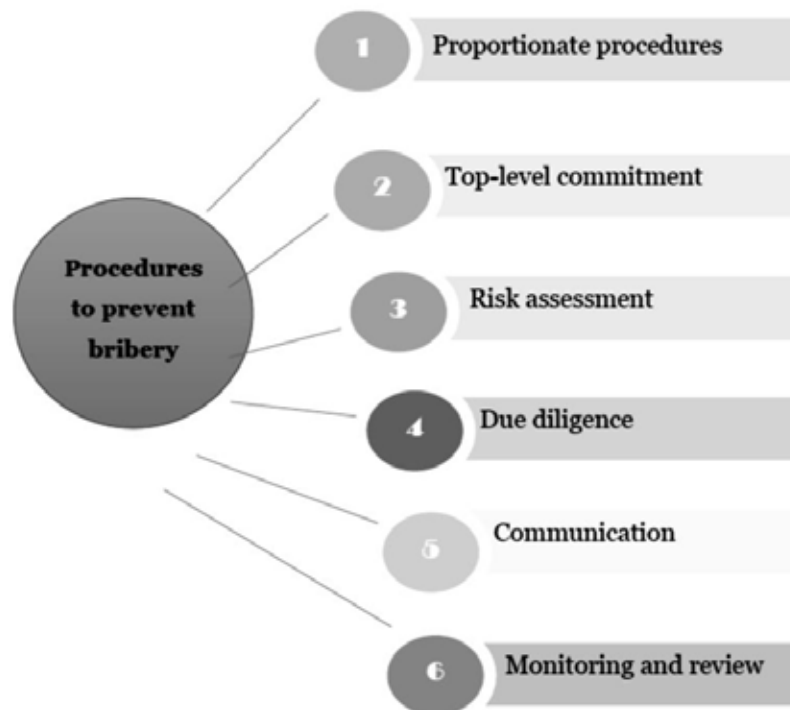 1
Proportionate procedures
2
Top-level commitment
Procedures
to prevent
bribery
3
Risk assessment
4
Due diligence
5
Communication
6
Monitoring and review